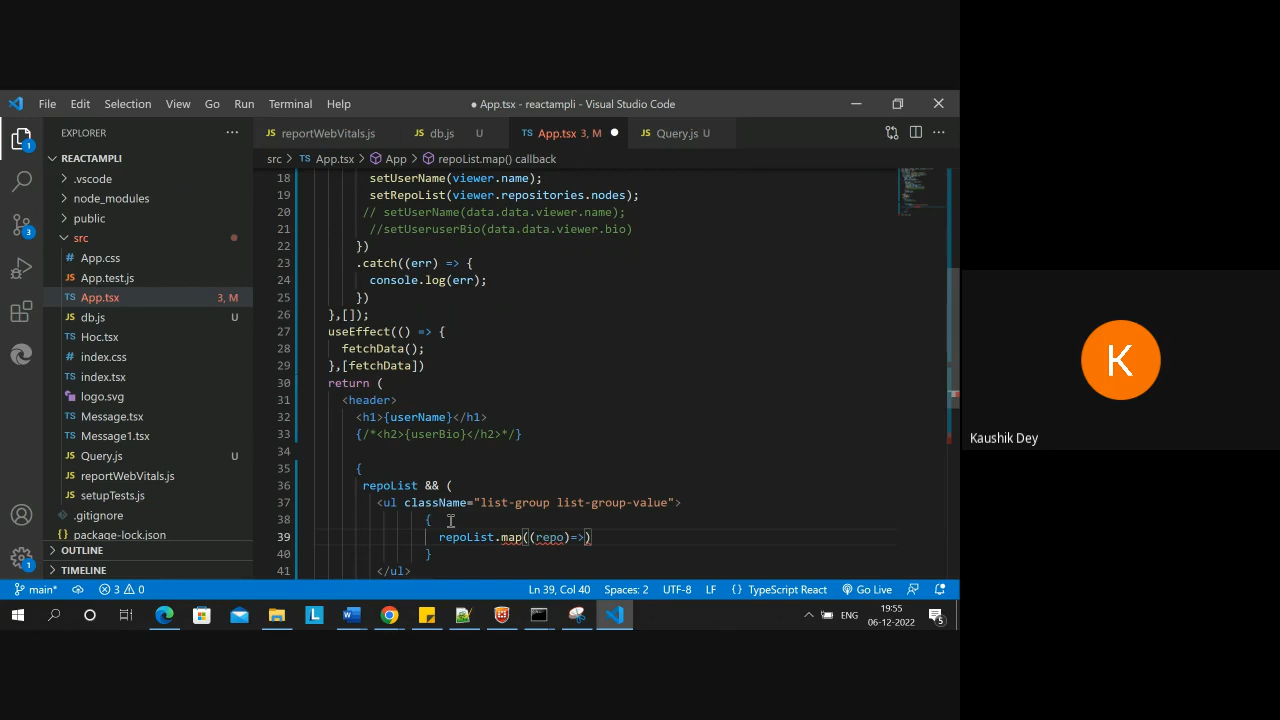 File Edit Selection View Go Run Terminal Help
● App.tsx - reactampli - Visual Studio Code
EXPLORER
REACTAMPLI
.vscode
node_modules
public
src
# App.css
JS App.test.js
TS App.tsx 3, M
JS db.js U
TS Hoc.tsx
# index.css
TS index.tsx
logo.svg
TS Message.tsx
TS Message1.tsx
JS Query.js U
JS reportWebVitals.js
JS setupTests.js
.gitignore
package-lock.json
OUTLINE
TIMELINE
1
3
1
JS reportWebVitals.js JS db.js U TS App.tsx 3, M ● JS Query.js U
src > TS App.tsx > App > repoList.map() callback
18 setUserName(viewer.name);
19 setRepoList(viewer.repositories.nodes);
20 // setUserName(data.data.viewer.name);
21 //setUseruserBio(data.data.viewer.bio)
22 })
23 .catch((err) => {
24 console.log(err);
25 })
26 },[]);
27 useEffect(() => {
28 fetchData();
29 },[fetchData])
30 return (
31 <header>
32 <h1>{userName}</h1>
33 {/*<h2>{userBio}</h2>*/}
34
35 {
36 repoList && (
37 <ul className="list-group list-group-value">
38 {
39 repoList.map((repo)=>)
40 }
41 </ul>
main* 3 0 Ln 39, Col 40 Spaces: 2 UTF-8 LF {} TypeScript React Go Live
L W ENG 19:55
06-12-2022 5
K
Kaushik Dey